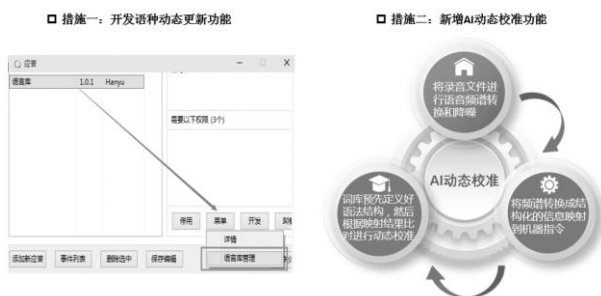 措施一：开发语种动态更新功能
措施二：新增AI动态校准功能
应答
语言库 1.0.1 Hanyu
需要以下权限 (3个)
停用 菜单 开发
详情
语言库管理
添加新应答 事件列表 删除选中 保存编辑
将录音文件进
行语音频谱转
换和降噪
AI动态校准
词库预先定义好
语法结构，然后
根据映射结果比
对进行动态校准
将频谱转换成结
构化的信息映射
到机器指令